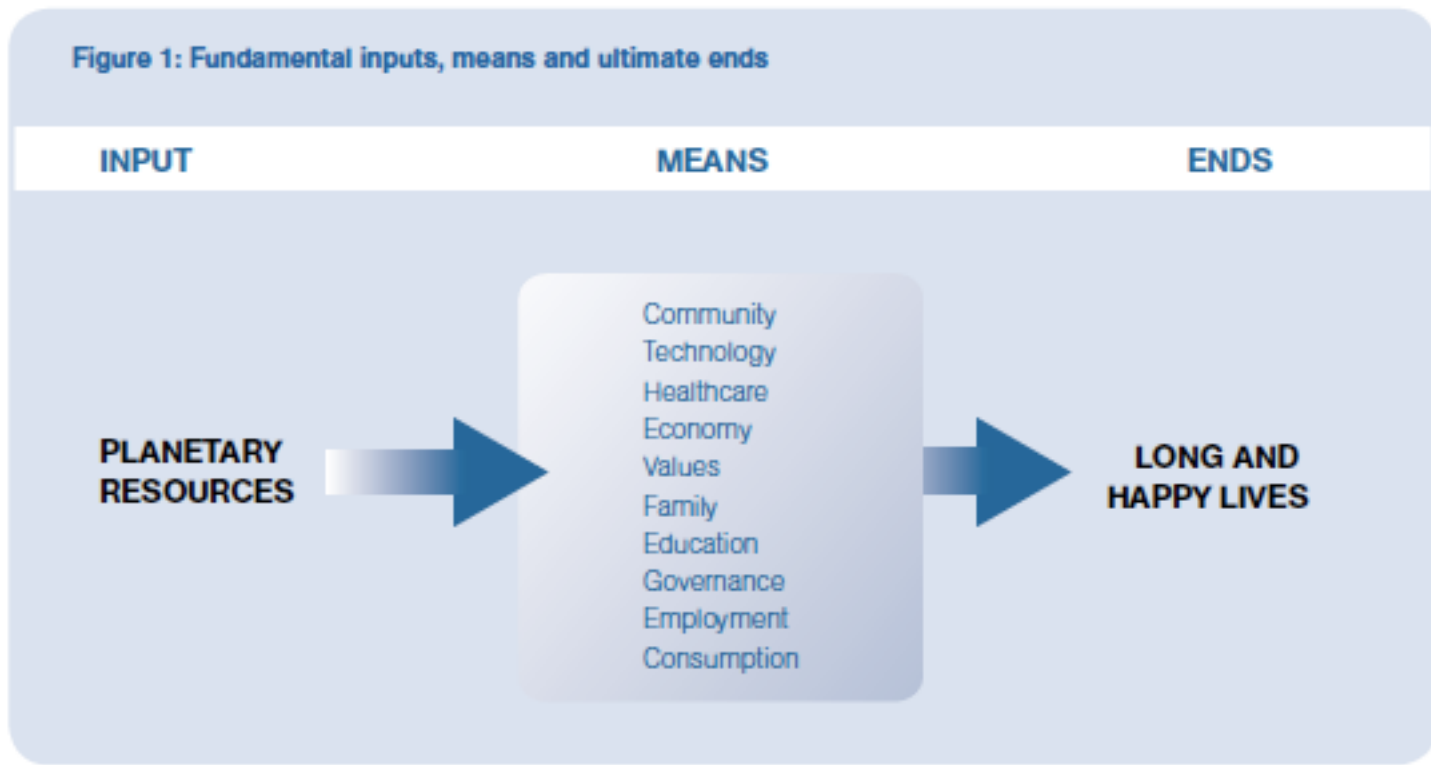 Figure 1: Fundamental inputs, means and ultimate ends
INPUT
MEANS
ENDS
PLANETARY
RESOURCES
Community
Technology
Healthcare
Economy
Values
Family
Education
Governance
Employment
Consumption
LONG AND
HAPPY LIVES